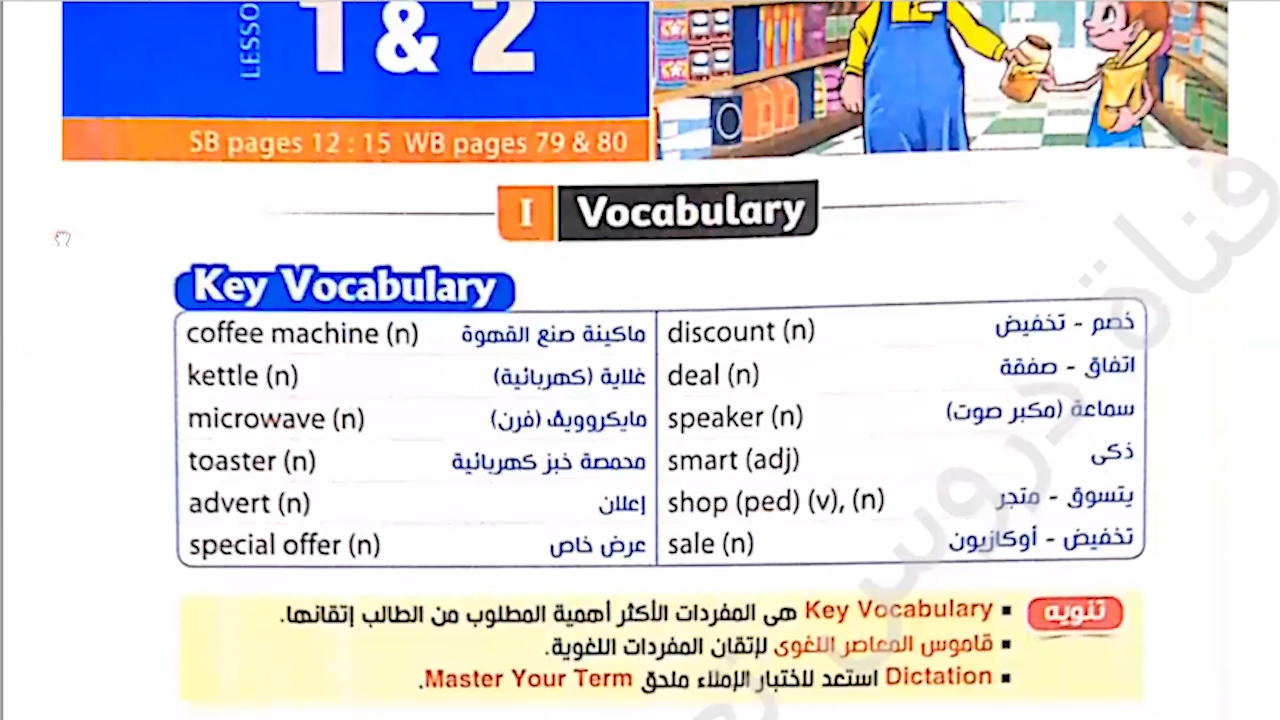 LESSO
1 & 2
SB pages 12 : 15 WB pages 79 & 80
I Vocabulary
Key Vocabulary
coffee machine (n) ماكينة صنع القهوة
kettle (n) غلاية (كهربائية)
microwave (n) مايكروويڤ (فرن)
toaster (n) محمصة خبز كهربائية
advert (n) إعلان
special offer (n) عرض خاص
discount (n) خصم - تخفيض
deal (n) اتفاق - صفقة
speaker (n) سماعة (مكبر صوت)
smart (adj) ذكى
shop (ped) (v), (n) يتسوق - متجر
sale (n) تخفيض - أوكازيون
تنويه
▪ Key Vocabulary هى المفردات الأكثر أهمية المطلوب من الطالب إتقانها.
▪ قاموس المعاصر اللغوى لإتقان المفردات اللغوية.
▪ Dictation استعد لاختبار الإملاء ملحق Master Your Term.
قناة دروس